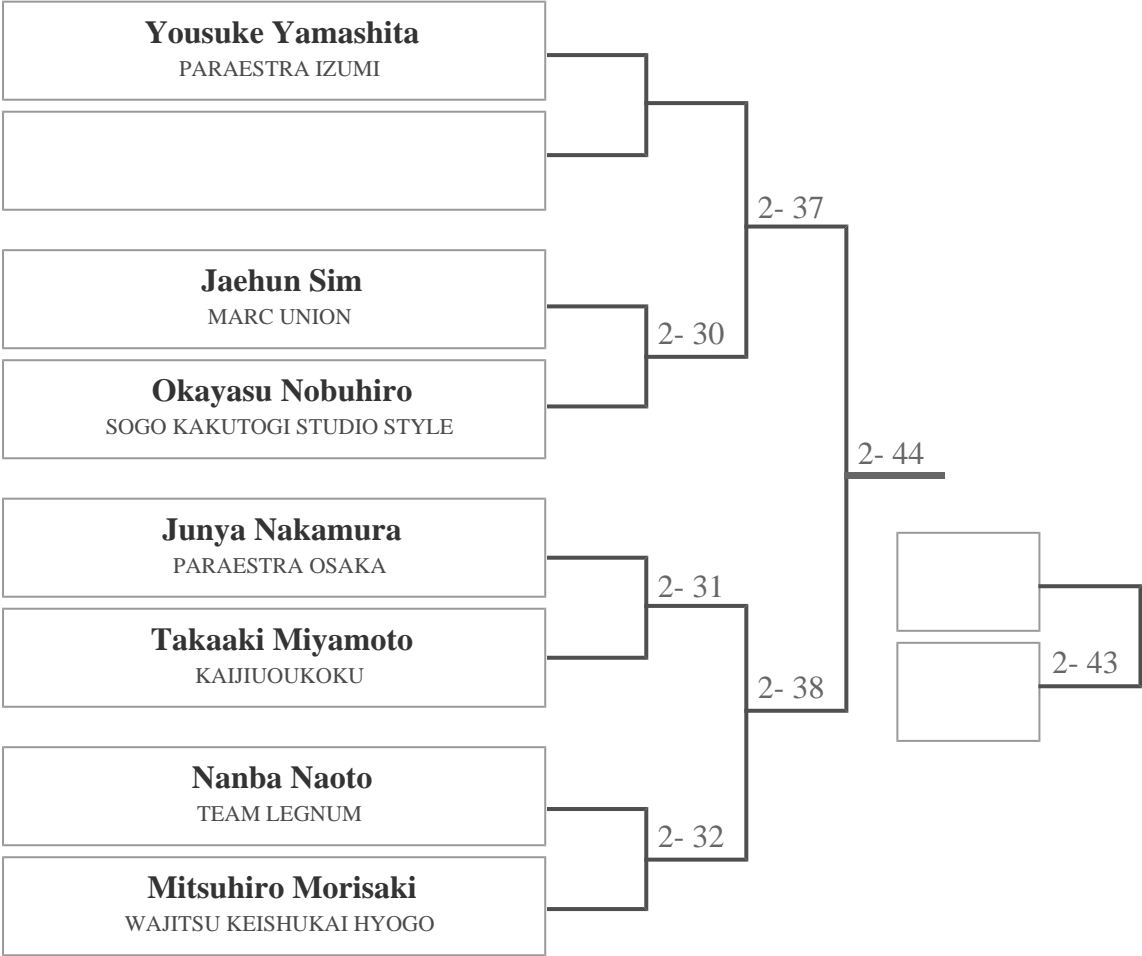 Yousuke Yamashita
PARAESTRA IZUMI
2- 37
Jaehun Sim
MARC UNION
2- 30
Okayasu Nobuhiro
SOGO KAKUTOGI STUDIO STYLE
2- 44
Junya Nakamura
PARAESTRA OSAKA
2- 31
Takaaki Miyamoto
KAIJIUOUKOKU
2- 43
2- 38
Nanba Naoto
TEAM LEGNUM
2- 32
Mitsuhiro Morisaki
WAJITSU KEISHUKAI HYOGO